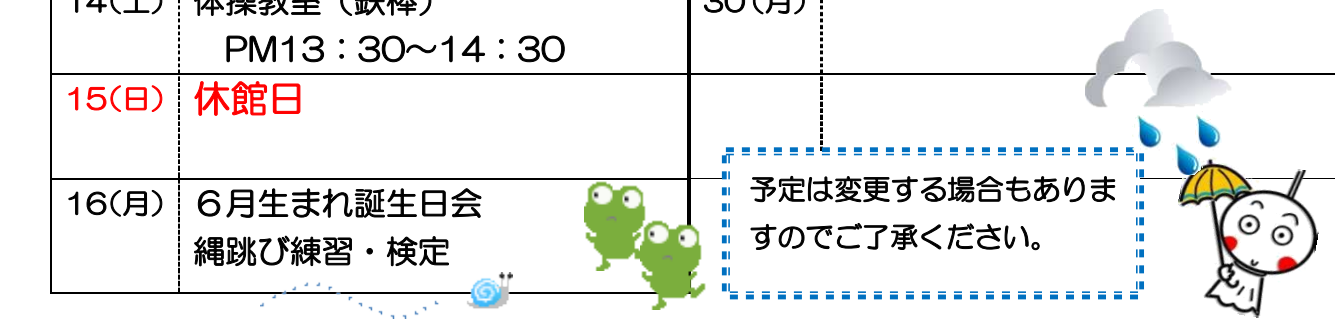 14(土) 体操教室（鉄棒）
PM13：30～14：30
15(日) 休館日
16(月) 6月生まれ誕生日会
縄跳び練習・検定
30(月)
予定は変更する場合もありま
すのでご了承ください。